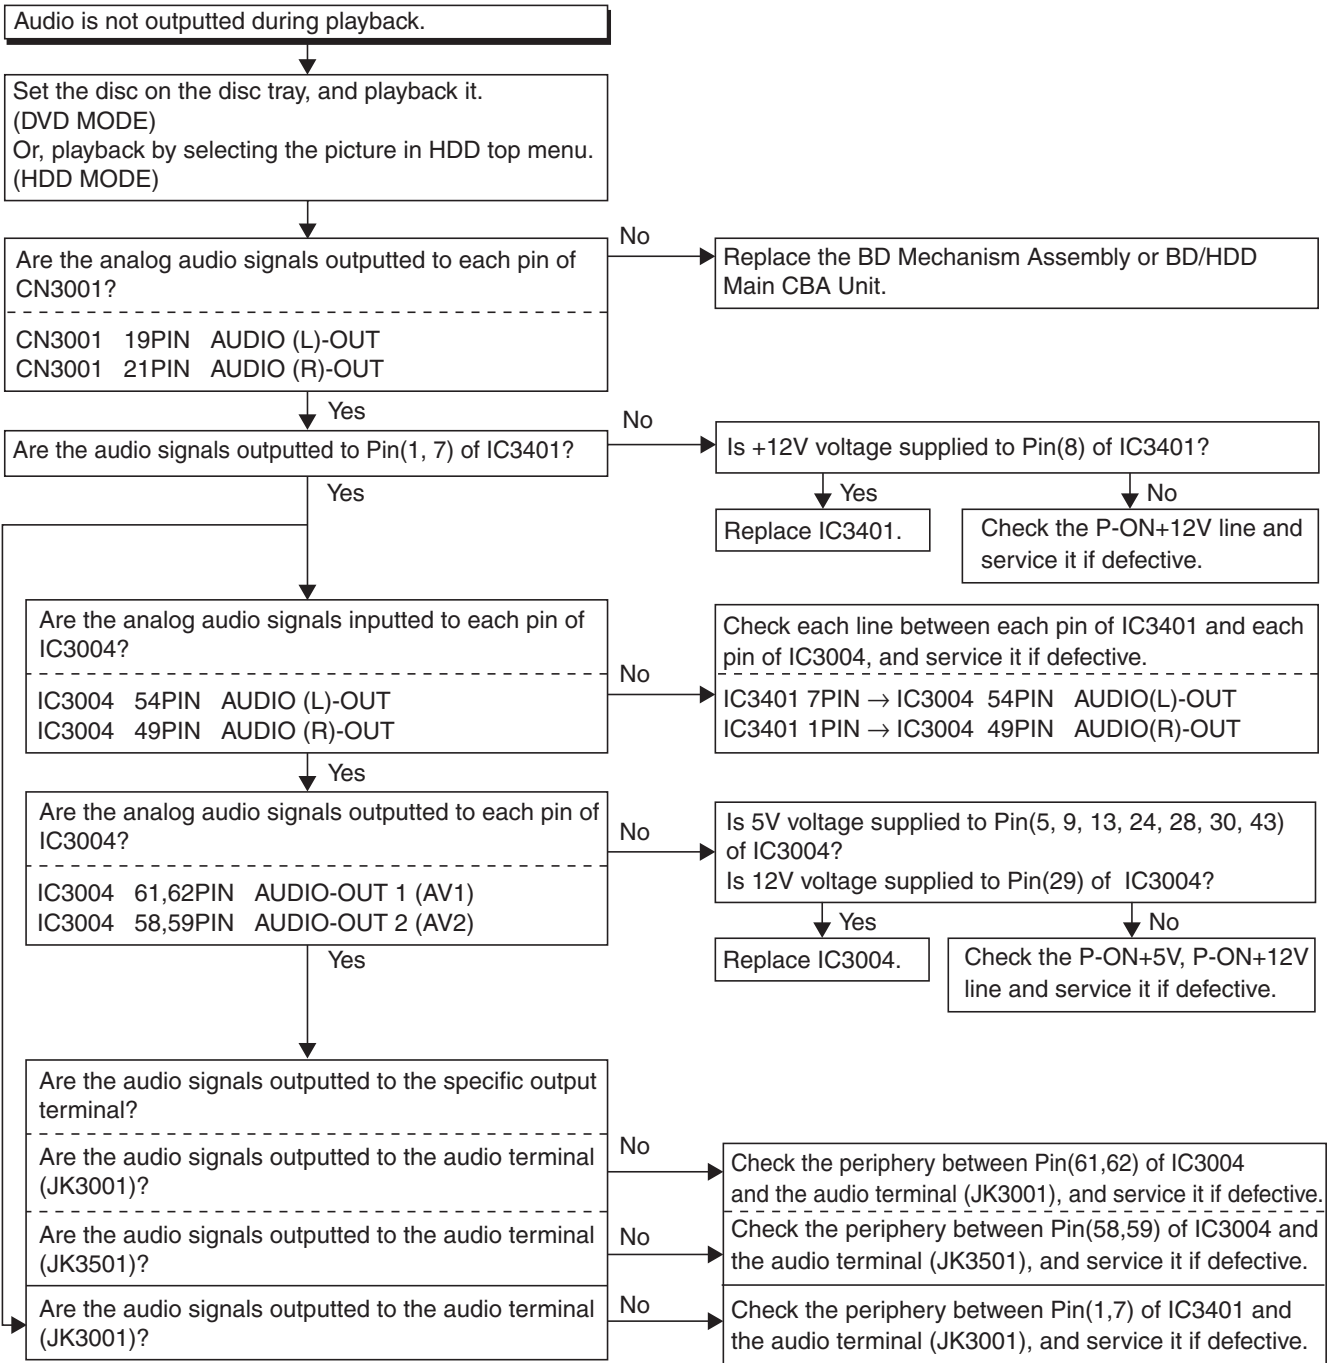 Audio is not outputted during playback.
Set the disc on the disc tray, and playback it.
(DVD MODE)
Or, playback by selecting the picture in HDD top menu.
(HDD MODE)
Are the analog audio signals outputted to each pin of
CN3001?
CN3001 19PIN AUDIO (L)-OUT
CN3001 21PIN AUDIO (R)-OUT
No
Replace the BD Mechanism Assembly or BD/HDD
Main CBA Unit.
Yes
Are the audio signals outputted to Pin(1, 7) of IC3401?
No
Is +12V voltage supplied to Pin(8) of IC3401?
Yes
Replace IC3401.
No
Check the P-ON+12V line and
service it if defective.
Yes
Are the analog audio signals inputted to each pin of
IC3004?
IC3004 54PIN AUDIO (L)-OUT
IC3004 49PIN AUDIO (R)-OUT
No
Check each line between each pin of IC3401 and each
pin of IC3004, and service it if defective.
IC3401 7PIN → IC3004 54PIN AUDIO(L)-OUT
IC3401 1PIN → IC3004 49PIN AUDIO(R)-OUT
Yes
Are the analog audio signals outputted to each pin of
IC3004?
IC3004 61,62PIN AUDIO-OUT 1 (AV1)
IC3004 58,59PIN AUDIO-OUT 2 (AV2)
No
Is 5V voltage supplied to Pin(5, 9, 13, 24, 28, 30, 43)
of IC3004?
Is 12V voltage supplied to Pin(29) of IC3004?
Yes
Replace IC3004.
No
Check the P-ON+5V, P-ON+12V
line and service it if defective.
Yes
Are the audio signals outputted to the specific output
terminal?
Are the audio signals outputted to the audio terminal
(JK3001)?
No
Check the periphery between Pin(61,62) of IC3004
and the audio terminal (JK3001), and service it if defective.
Are the audio signals outputted to the audio terminal
(JK3501)?
No
Check the periphery between Pin(58,59) of IC3004 and
the audio terminal (JK3501), and service it if defective.
Are the audio signals outputted to the audio terminal
(JK3001)?
No
Check the periphery between Pin(1,7) of IC3401 and
the audio terminal (JK3001), and service it if defective.